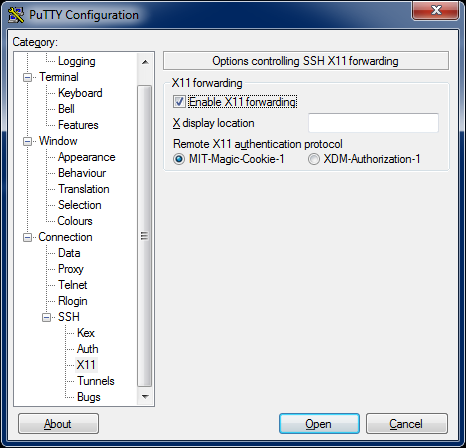 PuTTY Configuration
Category:
Logging
Terminal
Keyboard
Bell
Features
Window
Appearance
Behaviour
Translation
Selection
Colours
Connection
Data
Proxy
Telnet
Rlogin
SSH
Kex
Auth
X11
Tunnels
Bugs
Options controlling SSH X11 forwarding
X11 forwarding
Enable X11 forwarding
X display location
Remote X11 authentication protocol
MIT-Magic-Cookie-1 XDM-Authorization-1
About Open Cancel